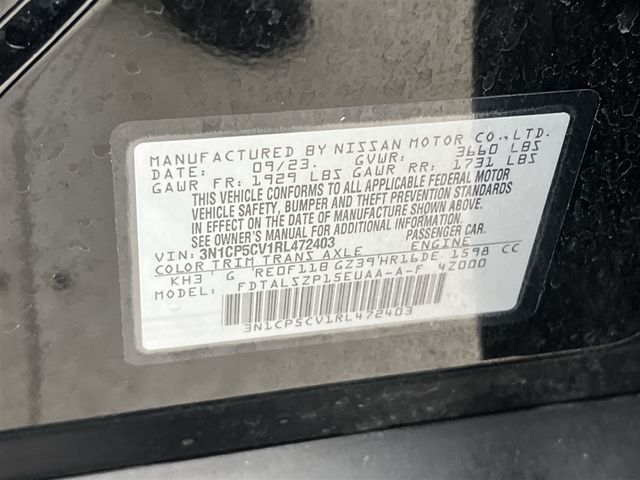 MANUFACTURED BY NISSAN MOTOR CO.,LTD.
DATE: 09/23. GVWR: 3660 LBS
GAWR FR: 1929 LBS GAWR RR: 1731 LBS
THIS VEHICLE CONFORMS TO ALL APPLICABLE FEDERAL MOTOR
VEHICLE SAFETY, BUMPER AND THEFT PREVENTION STANDARDS
IN EFFECT ON THE DATE OF MANUFACTURE SHOWN ABOVE.
SEE OWNER'S MANUAL FOR ADDITIONAL INFORMATION.
VIN: 3N1CP5CV1RL472403 PASSENGER CAR.
COLOR TRIM TRANS AXLE ENGINE
KH3 G RE0F11B GZ39 HR16DE 1598 CC
MODEL: FDTALSZP15EUAA-A-F 4Z000
3N1CP5CV1RL472403